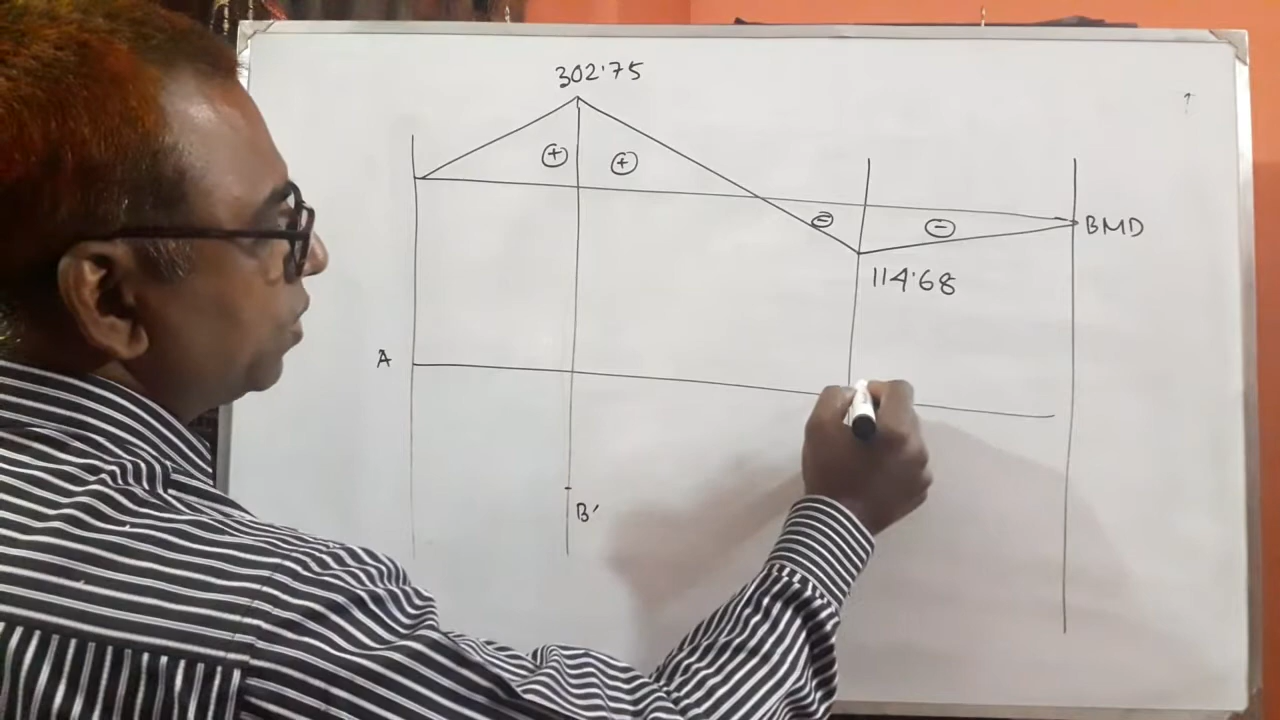 302.75
⊕ ⊕
⊖ ⊖
BMD
114.68
A
B'